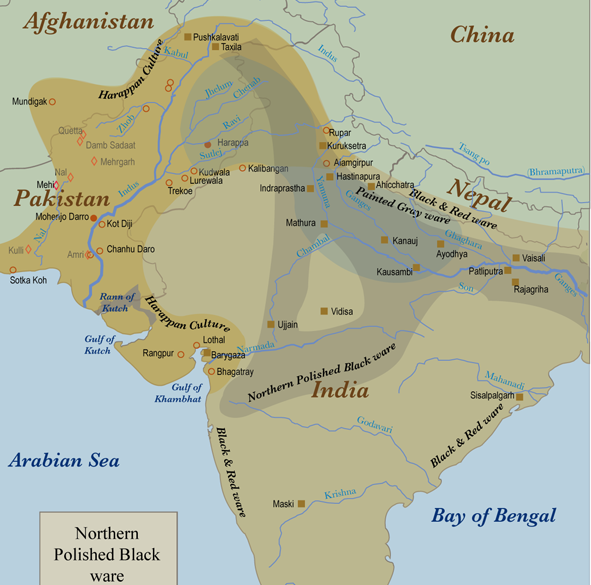 Afghanistan
China
Pushkalavati
Taxila
Kabul
Indus
Harappan Culture
Mundigak
Jhelum
Chenab
Zhob
Ravi
Quetta
Damb Sadaat
Harappa
Rupar
Kuruksetra
Tsang po
Mehrgarh
Sutlej
Aiamgirpur
(Bhramaputra)
Nal
Kudwala
Kalibangan
Hastinapura
Mehi
Lurewala
Indraprastha
Ahicchatra
Nepal
Trekoe
Indus
Yamuna
Ganges
Painted Gray ware
Black & Red ware
Pakistan
Mohenjo Darro
Kot Diji
Mathura
Ghaghara
Nal
Kanauj
Kulli
Chanhu Daro
Chambal
Ayodhya
Amri
Vaisali
Sotka Koh
Kausambi
Patliputra
Ganges
Son
Rajagriha
Rann of
Kutch
Harappan Culture
Vidisa
Ujjain
Gulf of
Kutch
Lothal
Rangpur
Barygaza
Narmada
Northern Polished Black ware
Bhagatray
Gulf of
Khambhat
India
Mahanadi
Sisalpalgarh
Godavari
Black & Red ware
Black & Red ware
Arabian Sea
Krishna
Maski
Bay of Bengal
Northern
Polished Black
ware